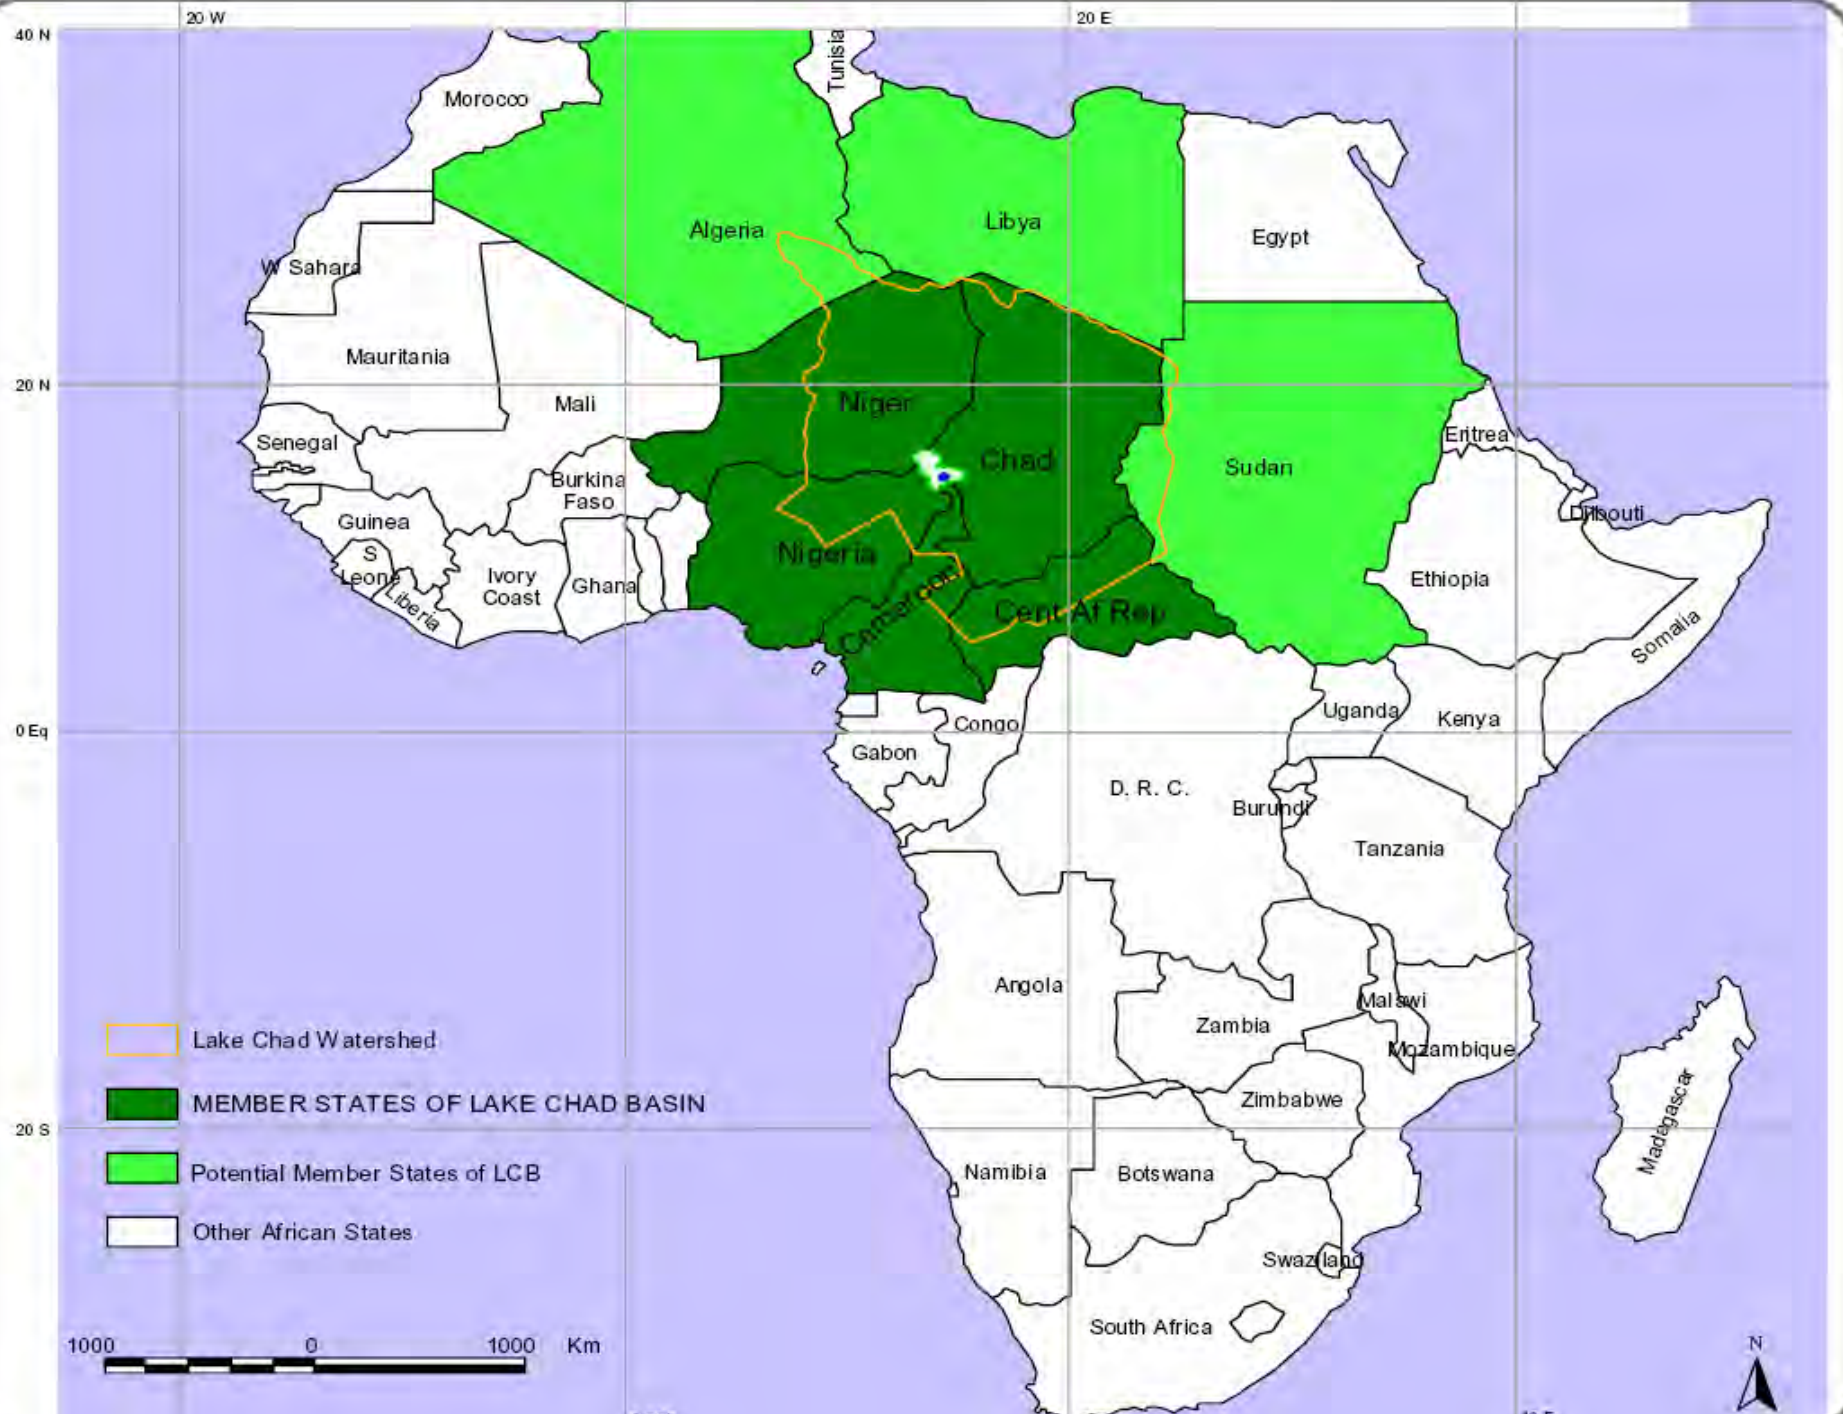 20 W
20 E
40 N
Tunisia
Morocco
Algeria
Libya
Egypt
W Sahara
Mauritania
20 N
Mali
Niger
Chad
Sudan
Eritrea
Senegal
Burkina
Faso
Djibouti
Guinea
Nigeria
S
Leone
Ivory
Coast
Ghana
Liberia
Ethiopia
Cameroon
Cent Af Rep
Somalia
Uganda
Kenya
Congo
0 Eq
Gabon
D. R. C.
Burundi
Tanzania
Angola
Malawi
Zambia
Mozambique
Lake Chad Watershed
MEMBER STATES OF LAKE CHAD BASIN
Zimbabwe
Madagascar
20 S
Potential Member States of LCB
Namibia
Botswana
Other African States
Swaziland
South Africa
1000
0
1000
Km
N